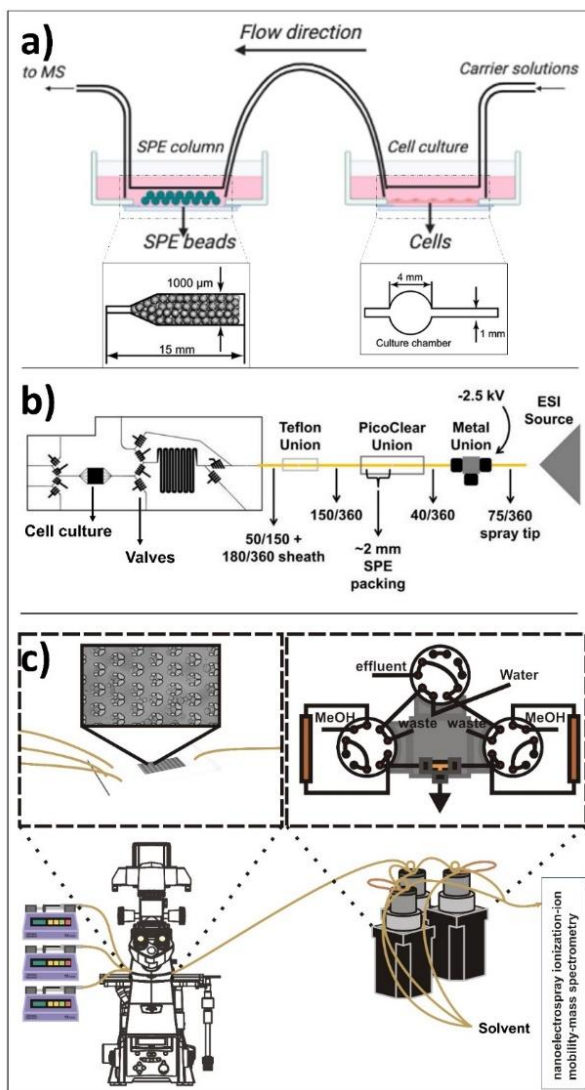 a)
Flow direction
to MS
Carrier solutions
SPE column
Cell culture
SPE beads
Cells
1000 µm
15 mm
4 mm
1 mm
Culture chamber
b)
-2.5 kV
ESI
Source
Teflon
Union
PicoClear
Union
Metal
Union
Cell culture
Valves
50/150 +
180/360 sheath
150/360
~2 mm
SPE
packing
40/360
75/360
spray tip
c)
effluent
Water
MeOH
waste
waste
MeOH
Solvent
nanoelectrospray ionization-ion
mobility-mass spectrometry